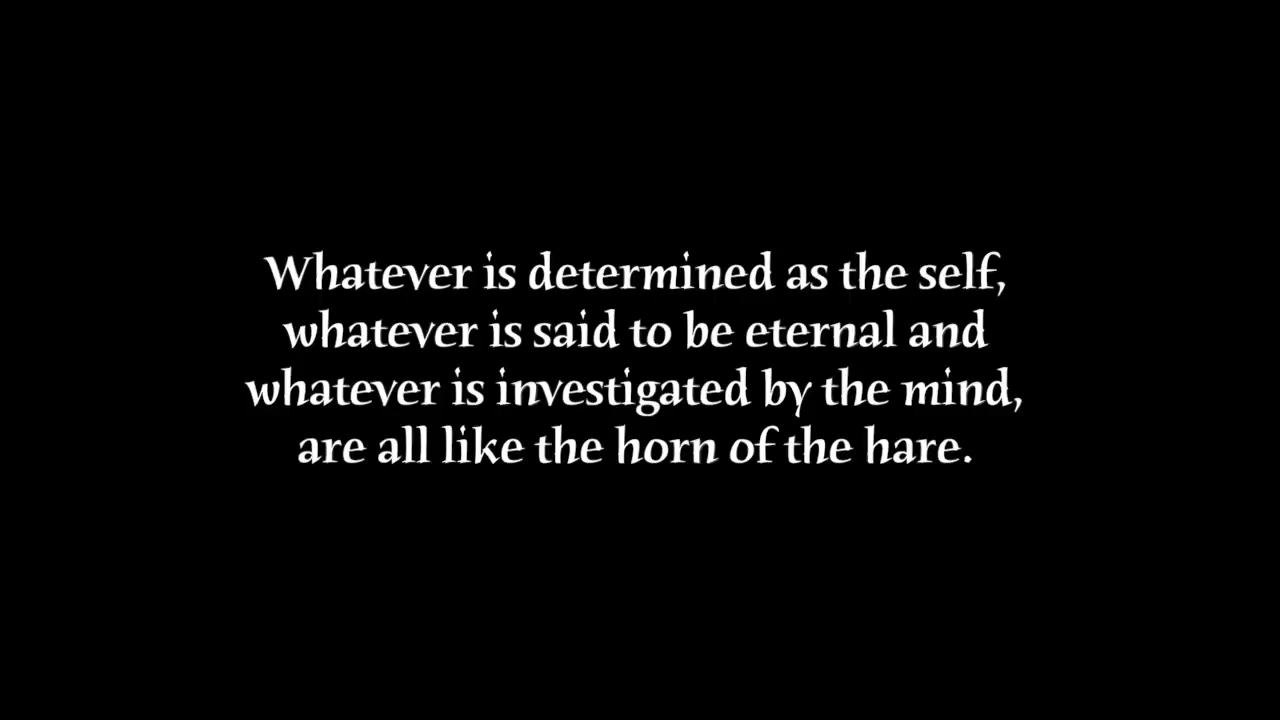 Whatever is determined as the self,
whatever is said to be eternal and
whatever is investigated by the mind,
are all like the horn of the hare.